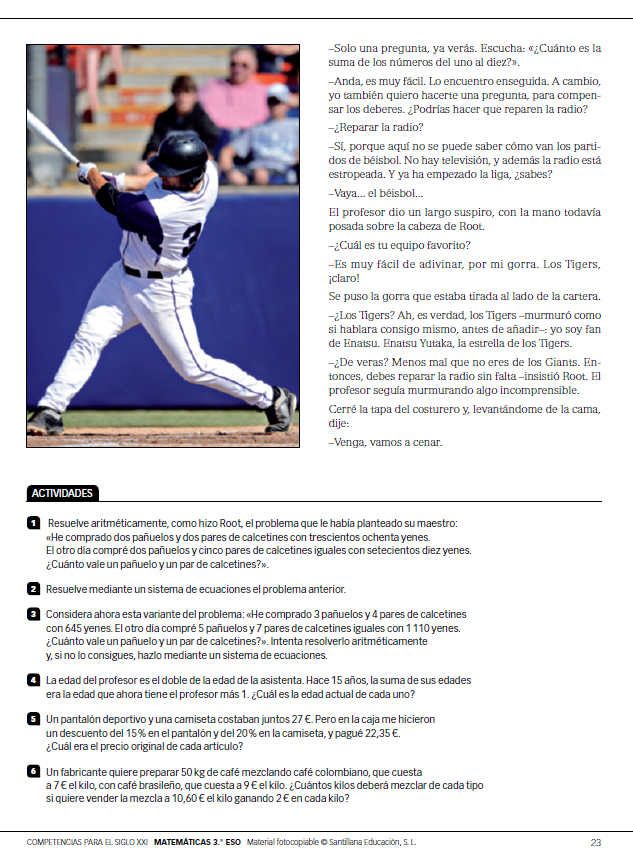 –Solo una pregunta, ya verás. Escucha: «¿Cuánto es la
suma de los números del uno al diez?».
–Anda, es muy fácil. Lo encuentro enseguida. A cambio,
yo también quiero hacerte una pregunta, para compen-
sar los deberes. ¿Podrías hacer que reparen la radio?
–¿Reparar la radio?
–Sí, porque aquí no se puede saber cómo van los parti-
dos de béisbol. No hay televisión, y además la radio está
estropeada. Y ya ha empezado la liga, ¿sabes?
–Vaya... el béisbol...
El profesor dio un largo suspiro, con la mano todavía
posada sobre la cabeza de Root.
–¿Cuál es tu equipo favorito?
–Es muy fácil de adivinar, por mi gorra. Los Tigers,
¡claro!
Se puso la gorra que estaba tirada al lado de la cartera.
–¿Los Tigers? Ah, es verdad, los Tigers –murmuró como
si hablara consigo mismo, antes de añadir–: yo soy fan
de Enatsu. Enatsu Yutaka, la estrella de los Tigers.
–¿De veras? Menos mal que no eres de los Giants. En-
tonces, debes reparar la radio sin falta –insistió Root. El
profesor seguía murmurando algo incomprensible.
Cerré la tapa del costurero y, levantándome de la cama,
dije:
–Venga, vamos a cenar.
ACTIVIDADES
1 Resuelve aritméticamente, como hizo Root, el problema que le había planteado su maestro:
«He comprado dos pañuelos y dos pares de calcetines con trescientos ochenta yenes.
El otro día compré dos pañuelos y cinco pares de calcetines iguales con setecientos diez yenes.
¿Cuánto vale un pañuelo y un par de calcetines?».
2 Resuelve mediante un sistema de ecuaciones el problema anterior.
3 Considera ahora esta variante del problema: «He comprado 3 pañuelos y 4 pares de calcetines
con 645 yenes. El otro día compré 5 pañuelos y 7 pares de calcetines iguales con 1 110 yenes.
¿Cuánto vale un pañuelo y un par de calcetines?». Intenta resolverlo aritméticamente
y, si no lo consigues, hazlo mediante un sistema de ecuaciones.
4 La edad del profesor es el doble de la edad de la asistenta. Hace 15 años, la suma de sus edades
era la edad que ahora tiene el profesor más 1. ¿Cuál es la edad actual de cada uno?
5 Un pantalón deportivo y una camiseta costaban juntos 27 €. Pero en la caja me hicieron
un descuento del 15 % en el pantalón y del 20 % en la camiseta, y pagué 22,35 €.
¿Cuál era el precio original de cada artículo?
6 Un fabricante quiere preparar 50 kg de café mezclando café colombiano, que cuesta
a 7 € el kilo, con café brasileño, que cuesta a 9 € el kilo. ¿Cuántos kilos deberá mezclar de cada tipo
si quiere vender la mezcla a 10,60 € el kilo ganando 2 € en cada kilo?
COMPETENCIAS PARA EL SIGLO XXI MATEMÁTICAS 3.° ESO Material fotocopiable © Santillana Educación, S. L.
23